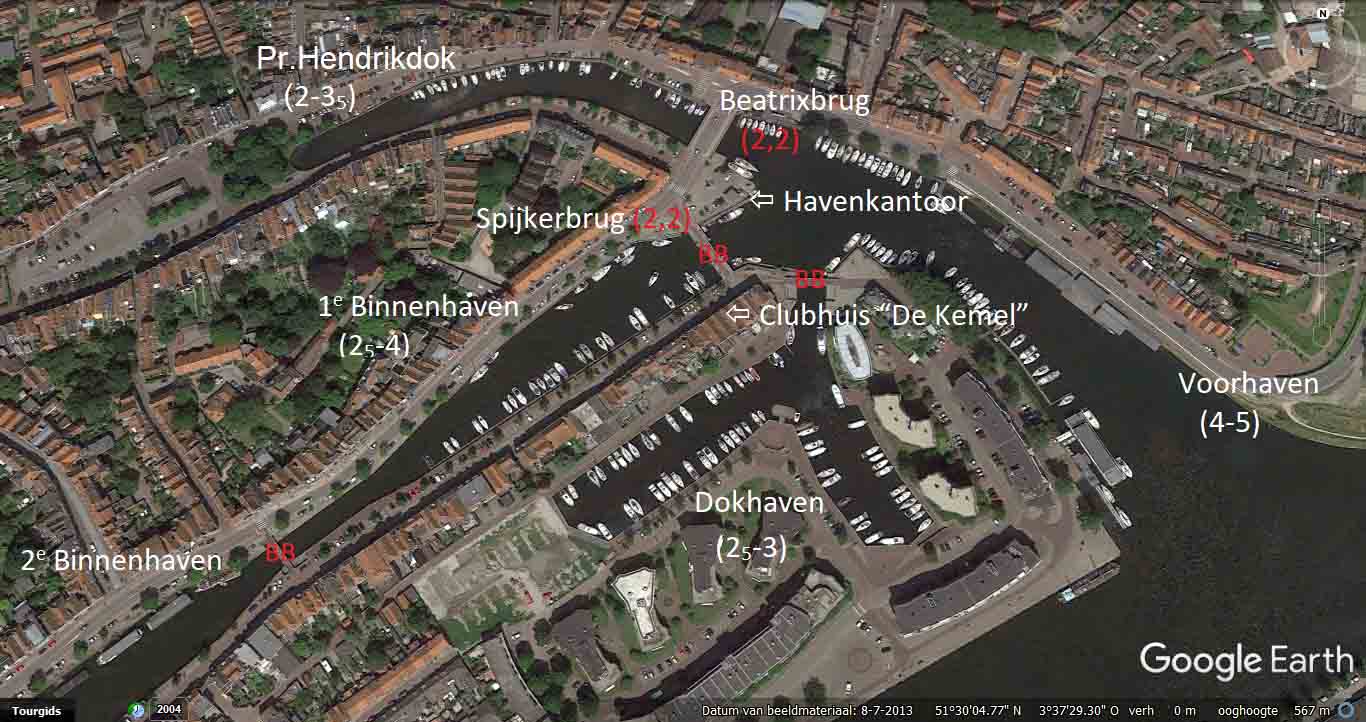 N
Pr.Hendrikdok
(2-3₅)
Beatrixbrug
(2,2)
⇦ Havenkantoor
Spijkerbrug (2,2)
BB
BB
1ᵉ Binnenhaven
(2₅-4)
⇦ Clubhuis “De Kemel”
Voorhaven
(4-5)
Dokhaven
(2₅-3)
2ᵉ Binnenhaven
BB
Google Earth
Tourgids
2004
Datum van beeldmateriaal: 8-7-2013 51°30'04.77" N 3°37'29.30" O verh 0 m ooghoogte 567 m